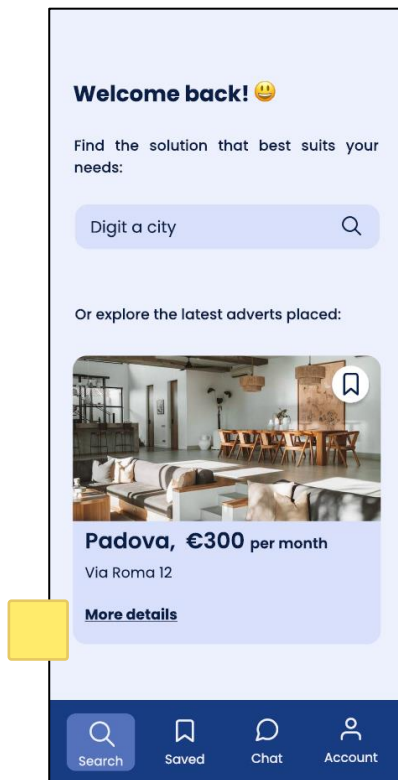 Welcome back! 😃
Find the solution that best suits your
needs:
Digit a city
Or explore the latest adverts placed:
Padova, €300 per month
Via Roma 12
More details
Search Saved Chat Account